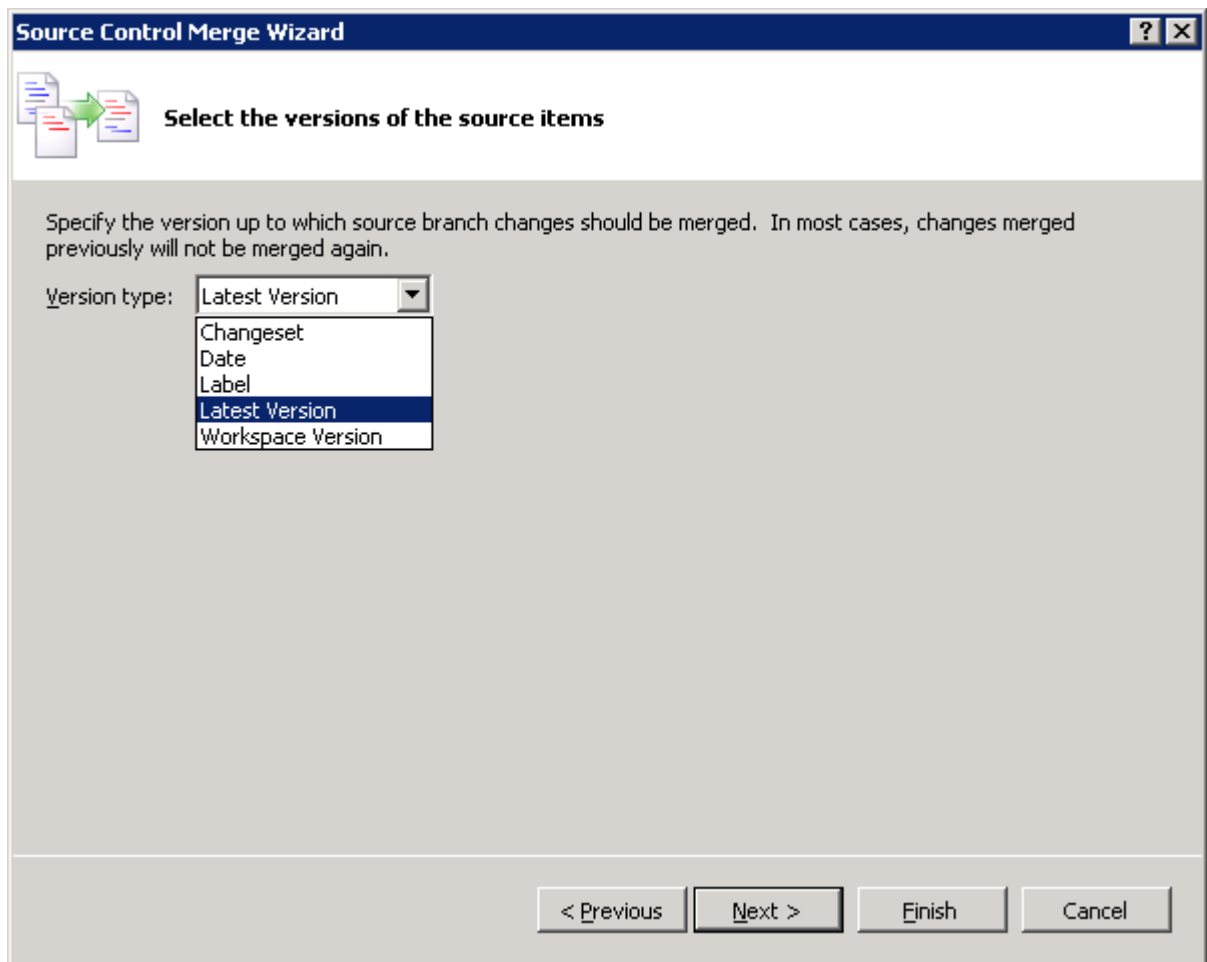 Source Control Merge Wizard
Select the versions of the source items
Specify the version up to which source branch changes should be merged.  In most cases, changes merged
previously will not be merged again.
Version type: Latest Version
Changeset
Date
Label
Latest Version
Workspace Version
< Previous Next > Finish Cancel